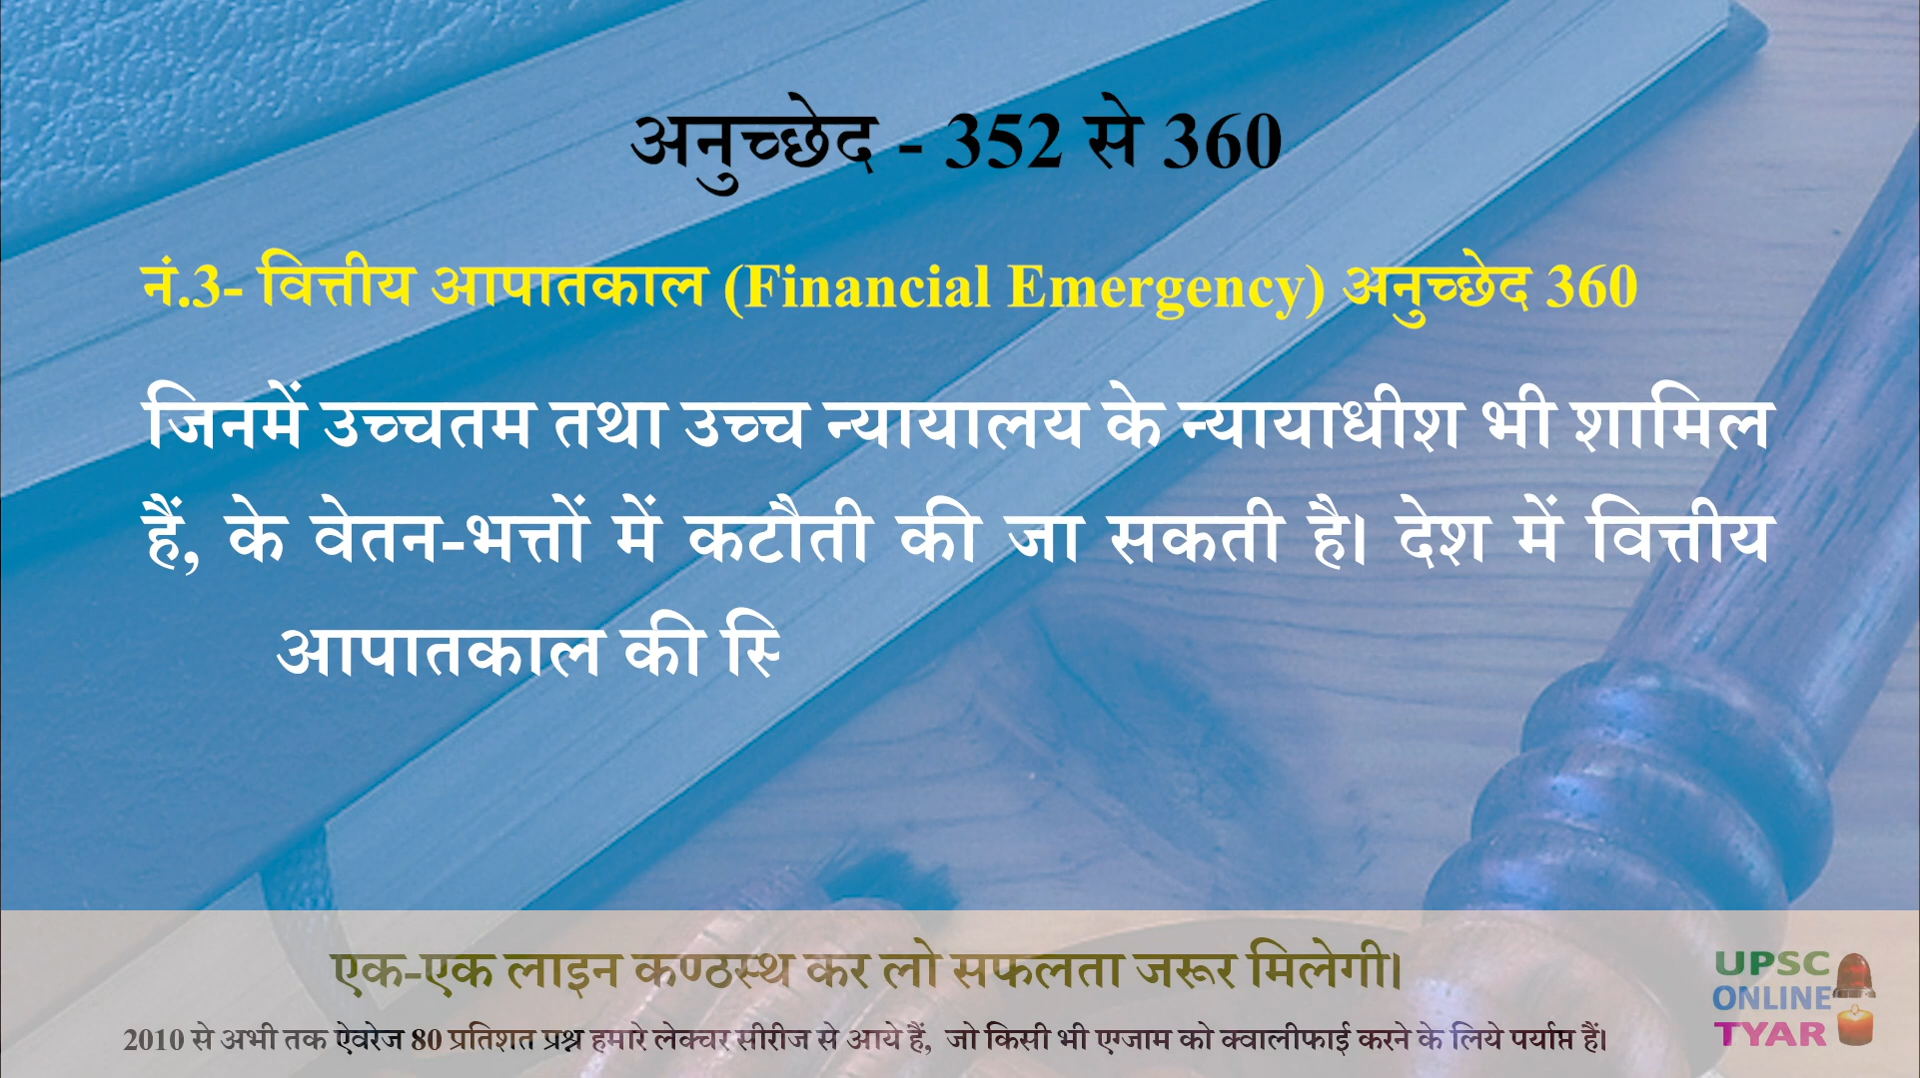 अनुच्छेद - 352 से 360
नं.3- वित्तीय आपातकाल (Financial Emergency) अनुच्छेद 360
जिनमें उच्चतम तथा उच्च न्यायालय के न्यायाधीश भी शामिल
हैं, के वेतन-भत्तों में कटौती की जा सकती है। देश में वित्तीय
आपातकाल की स्
एक-एक लाइन कण्ठस्थ कर लो सफलता जरूर मिलेगी।
2010 से अभी तक ऐवरेज 80 प्रतिशत प्रश्न हमारे लेक्चर सीरीज से आये हैं, जो किसी भी एग्जाम को क्वालीफाई करने के लिये पर्याप्त हैं।
UPSC
ONLINE
TYAR